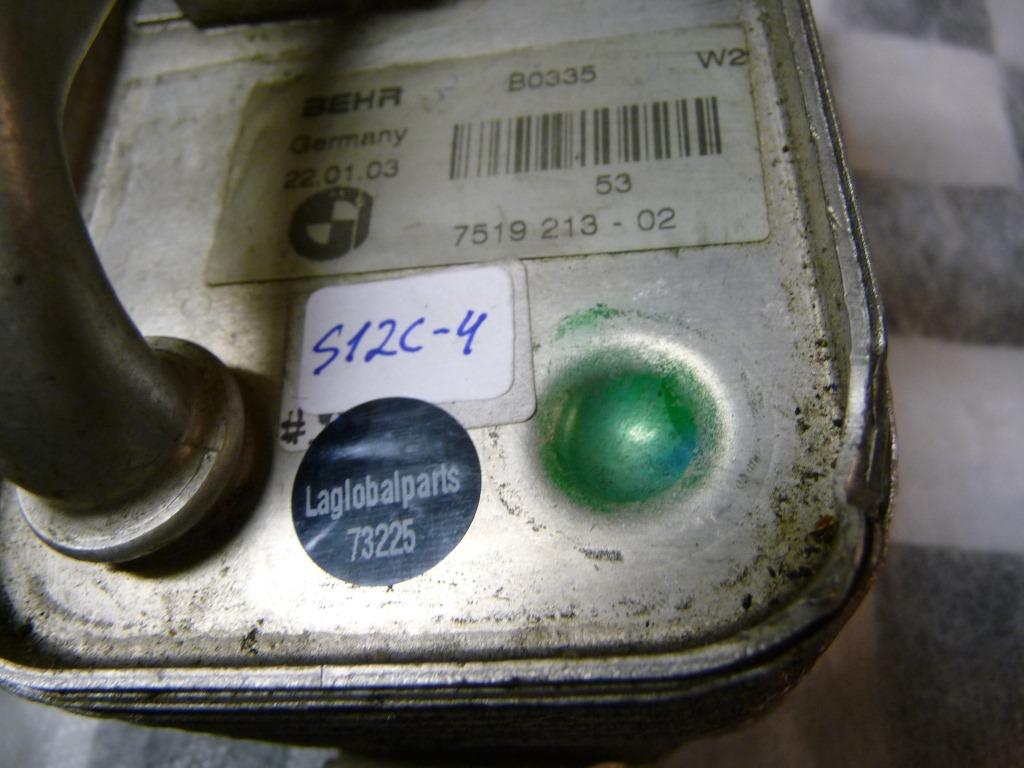 BEHR B0335 W2
Germany
22.01.03 53
7519 213 - 02
S12C-4
#
Laglobalparts
73225